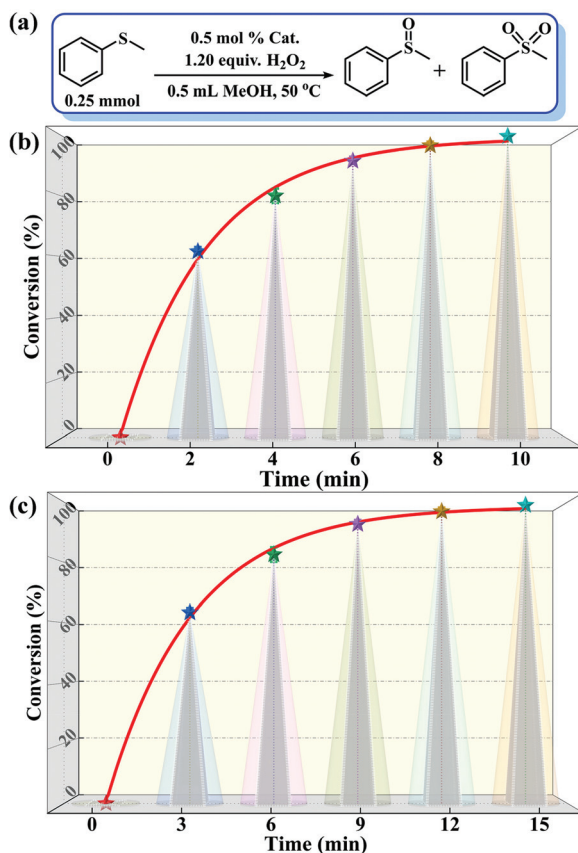 (a)
S
0.25 mmol
0.5 mol % Cat.
1.20 equiv. H₂O₂
0.5 mL MeOH, 50 °C
O
S
+
O O
S
(b)
Conversion (%)
100
80
60
40
20
0
0 2 4 6 8 10
Time (min)
(c)
Conversion (%)
100
80
60
40
20
0
0 3 6 9 12 15
Time (min)